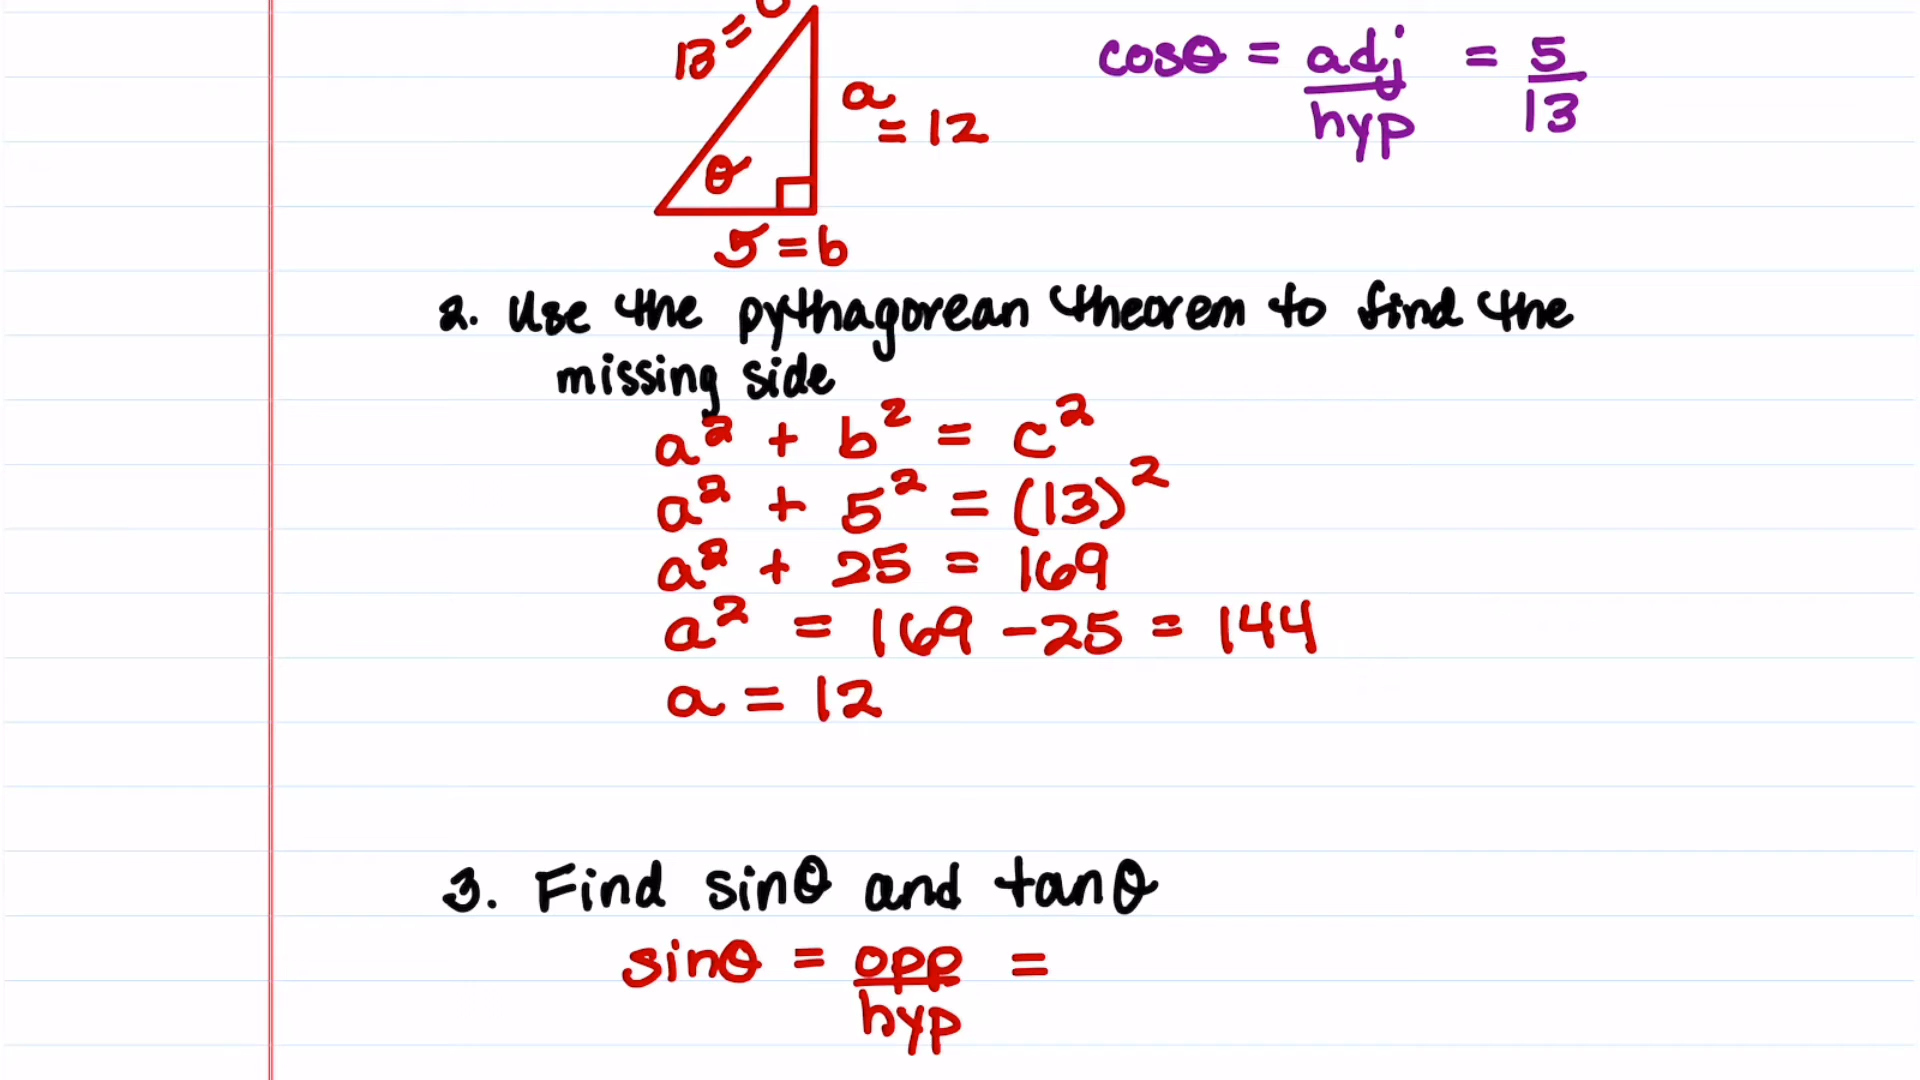 13 = c
a
= 12
θ
5 = b
cosθ = adj/hyp = 5/13
2. Use the pythagorean theorem to find the
missing side
a² + b² = c²
a² + 5² = (13)²
a² + 25 = 169
a² = 169 - 25 = 144
a = 12
3. Find sinθ and tanθ
sinθ = opp/hyp =